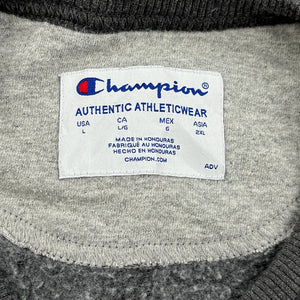 Champion®
AUTHENTIC ATHLETICWEAR
USA CA MEX ASIA
L L/G G 2XL
MADE IN HONDURAS
FABRIQUÉ AU HONDURAS
HECHO EN HONDURAS
CHAMPION.COM
ADV